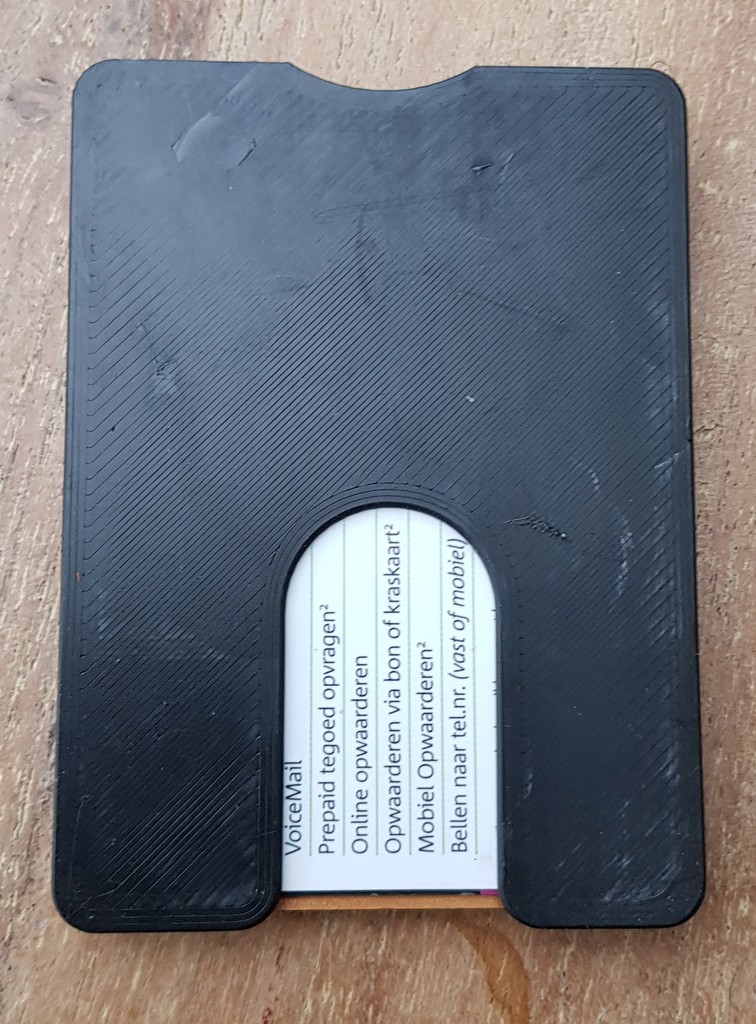 VoiceMail
Prepaid tegoed opvragen²
Online opwaarderen
Opwaarderen via bon of kraskaart²
Mobiel Opwaarderen²
Bellen naar tel.nr. (vast of mobiel)